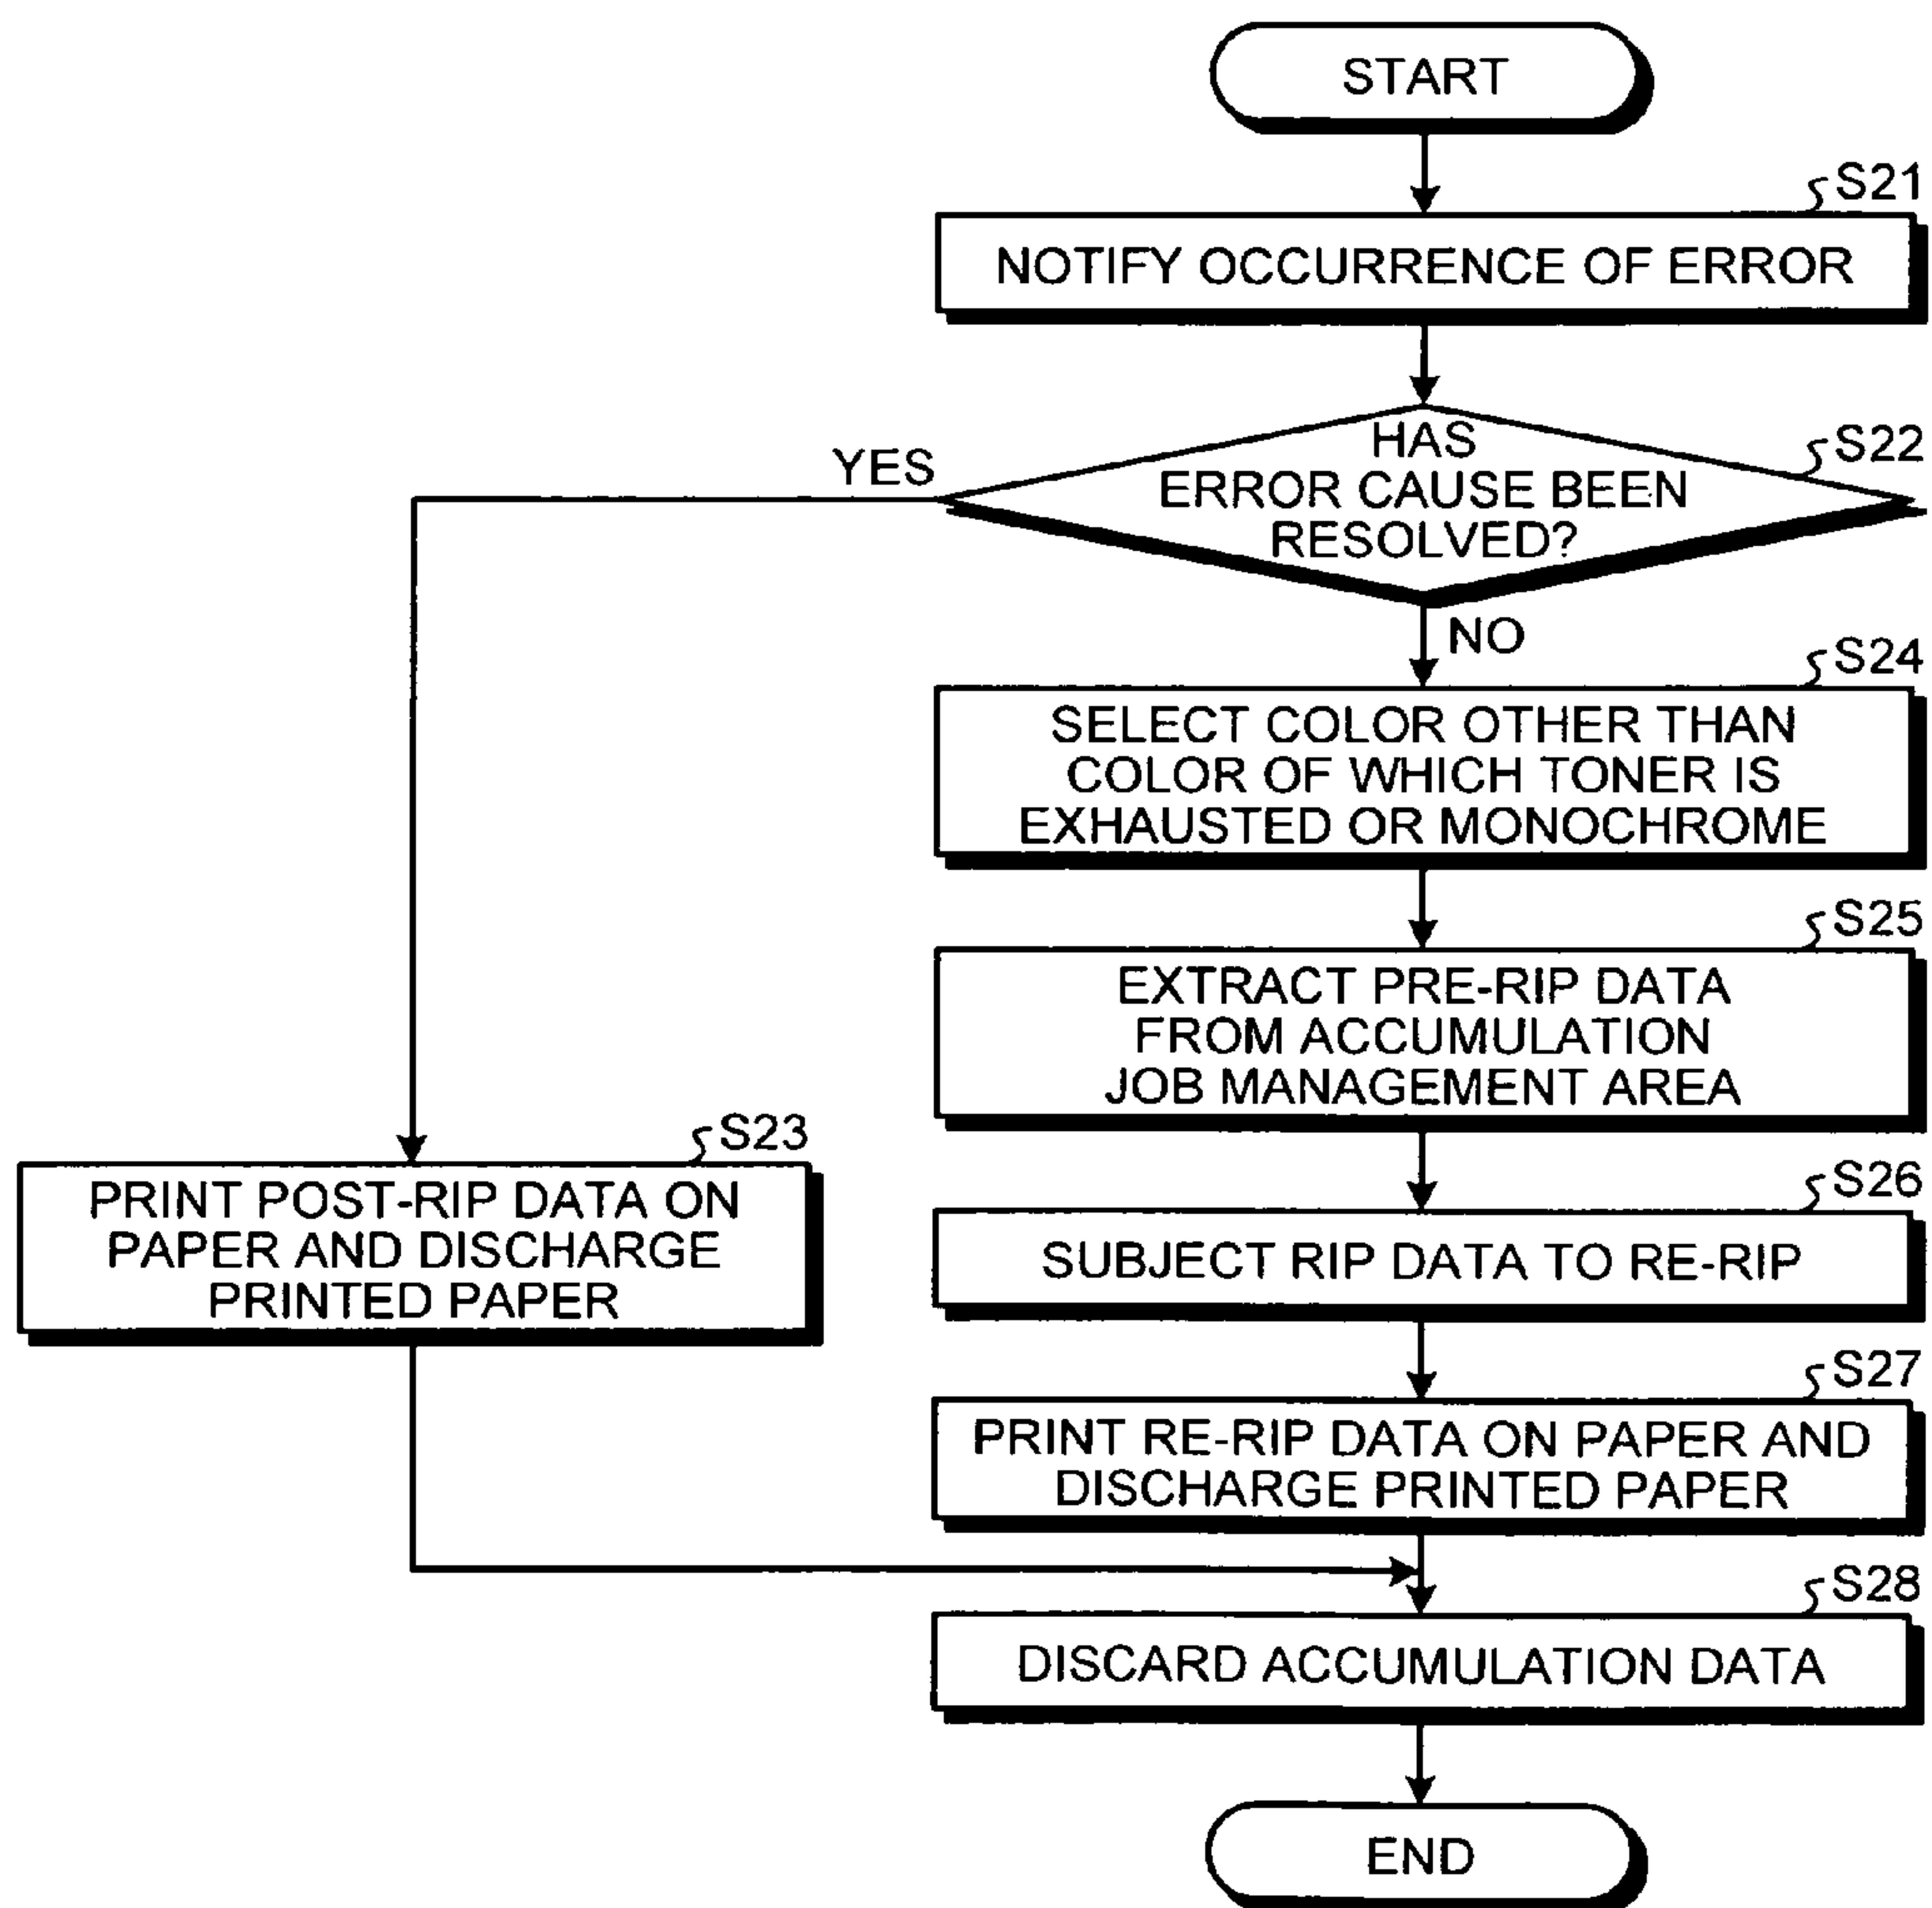 START
S21
NOTIFY OCCURRENCE OF ERROR
S22
HAS
ERROR CAUSE BEEN
RESOLVED?
YES
NO
S24
SELECT COLOR OTHER THAN
COLOR OF WHICH TONER IS
EXHAUSTED OR MONOCHROME
S25
EXTRACT PRE-RIP DATA
FROM ACCUMULATION
JOB MANAGEMENT AREA
S23
PRINT POST-RIP DATA ON
PAPER AND DISCHARGE
PRINTED PAPER
S26
SUBJECT RIP DATA TO RE-RIP
S27
PRINT RE-RIP DATA ON PAPER AND
DISCHARGE PRINTED PAPER
S28
DISCARD ACCUMULATION DATA
END